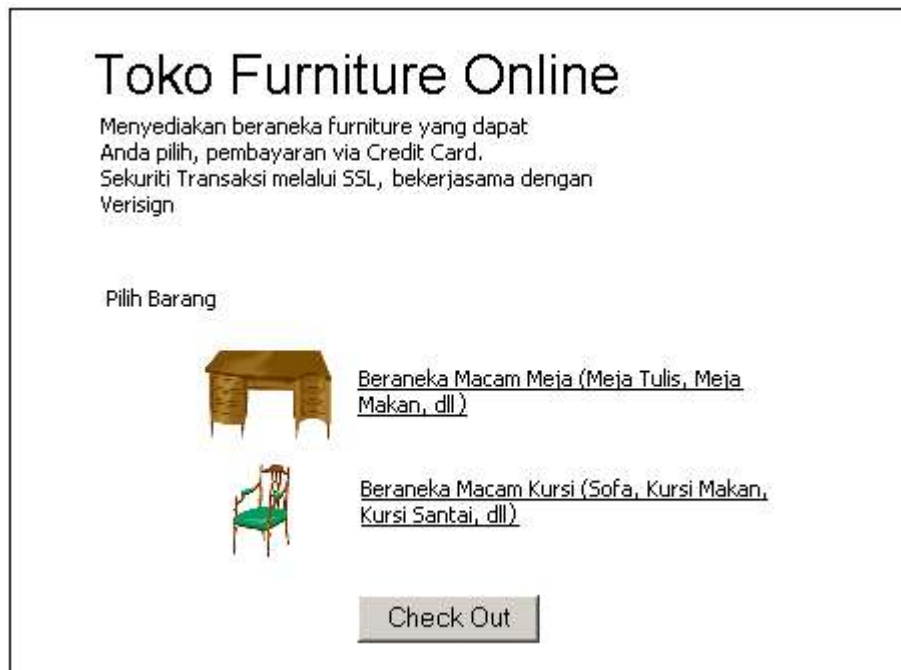 Toko Furniture Online
Menyediakan beraneka furniture yang dapat
Anda pilih, pembayaran via Credit Card.
Sekuriti Transaksi melalui SSL, bekerjasama dengan
Verisign
Pilih Barang
Beraneka Macam Meja (Meja Tulis, Meja
Makan, dll)
Beraneka Macam Kursi (Sofa, Kursi Makan,
Kursi Santai, dll)
Check Out